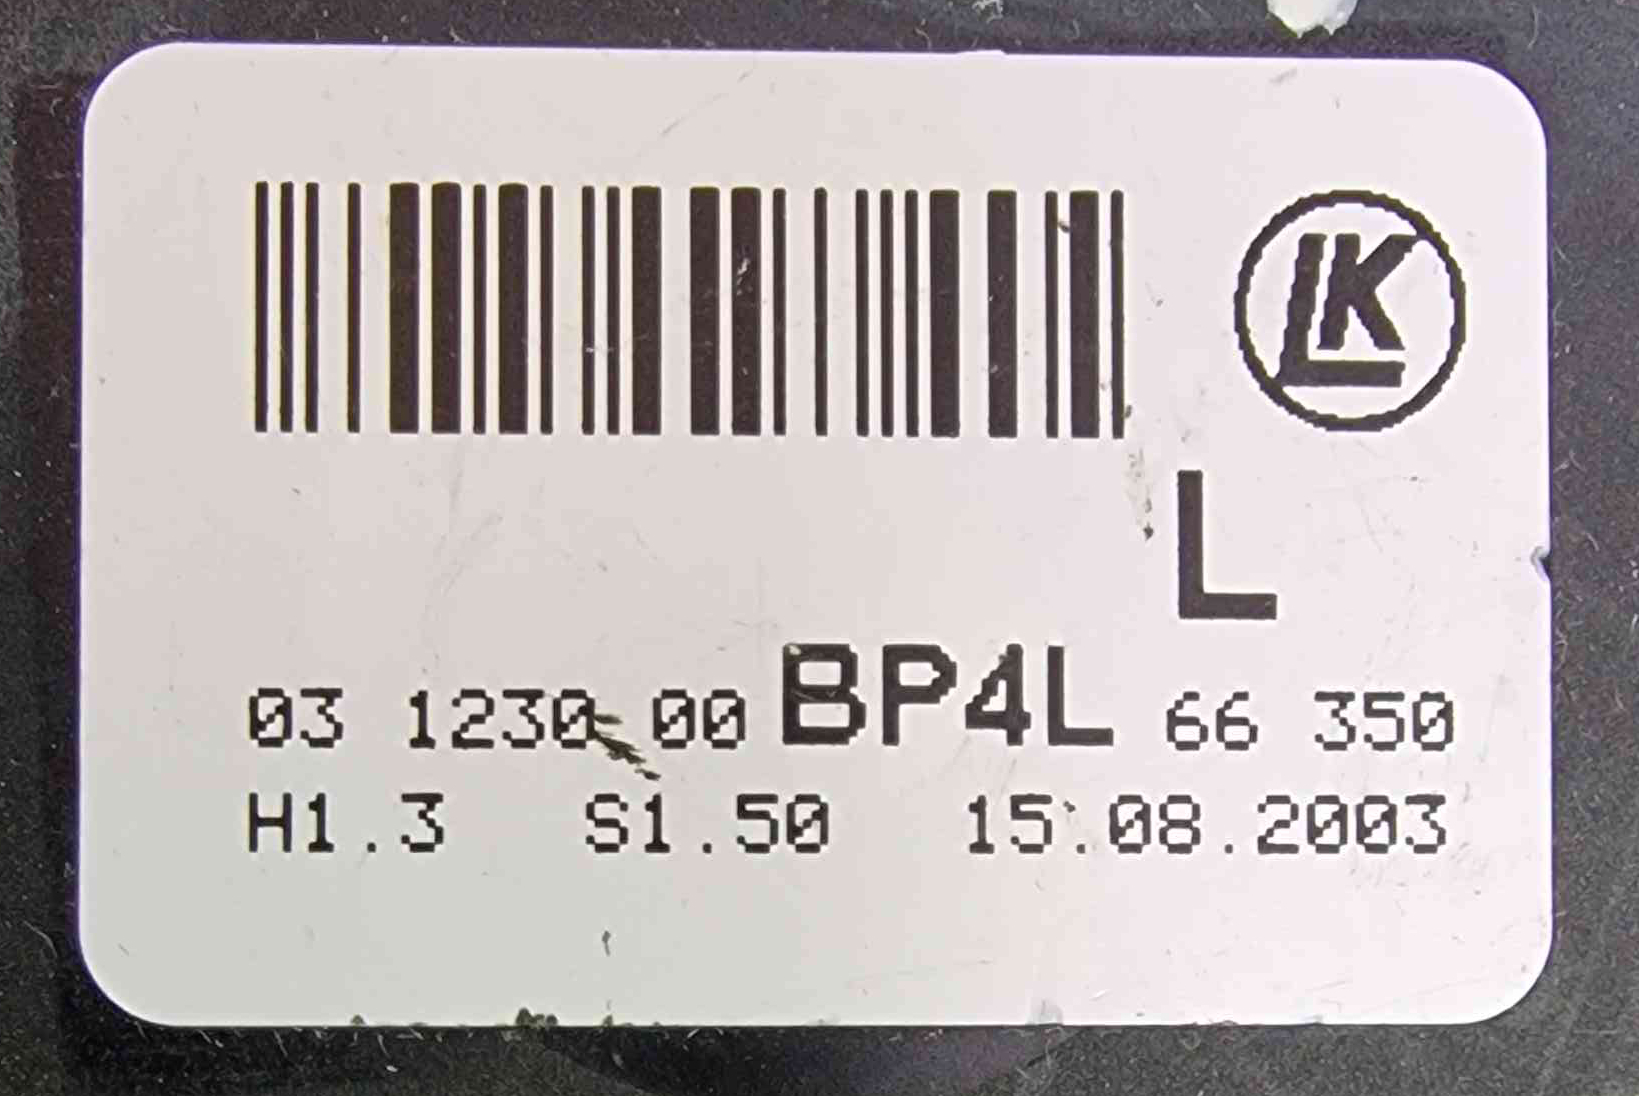 LK
L
03 1230 00 BP4L 66 350
H1.3 S1.50 15.08.2003